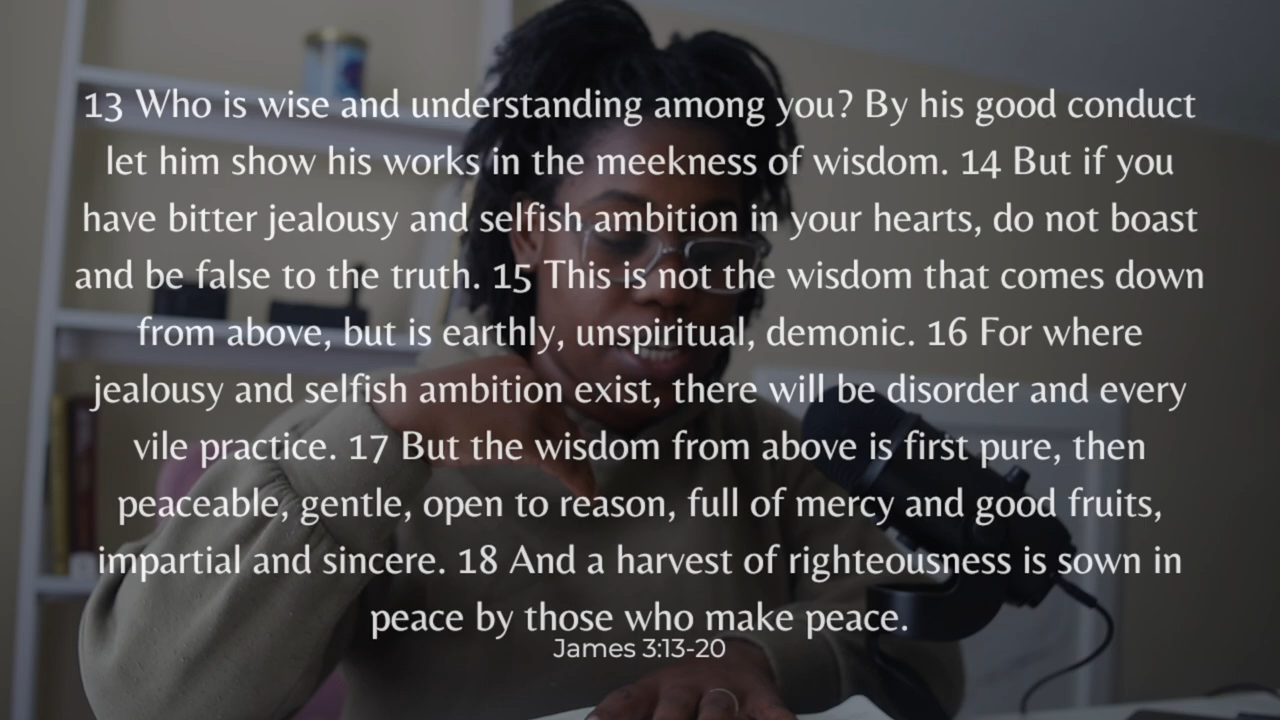 13 Who is wise and understanding among you? By his good conduct
let him show his works in the meekness of wisdom. 14 But if you
have bitter jealousy and selfish ambition in your hearts, do not boast
and be false to the truth. 15 This is not the wisdom that comes down
from above, but is earthly, unspiritual, demonic. 16 For where
jealousy and selfish ambition exist, there will be disorder and every
vile practice. 17 But the wisdom from above is first pure, then
peaceable, gentle, open to reason, full of mercy and good fruits,
impartial and sincere. 18 And a harvest of righteousness is sown in
peace by those who make peace.
James 3:13-20